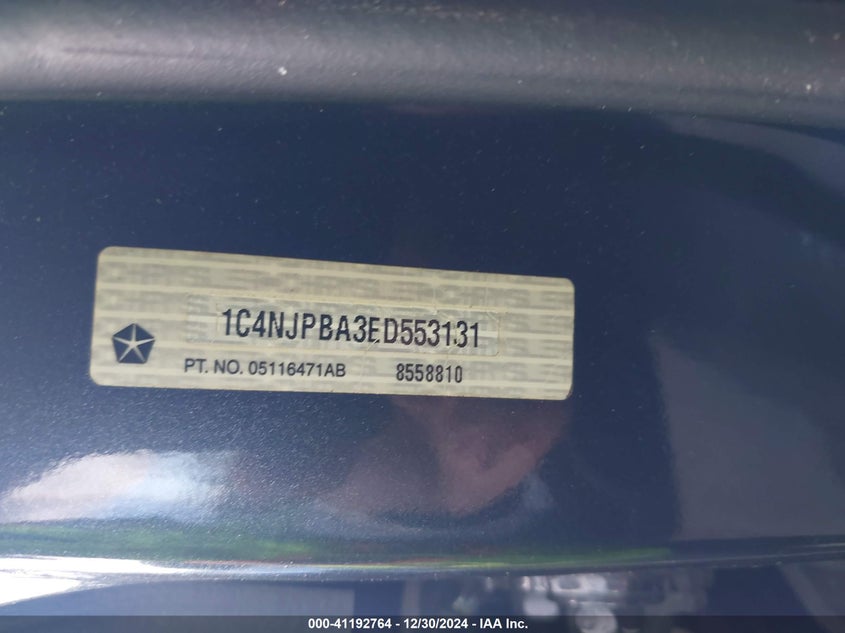 1C4NJPBA3ED553131
PT. NO. 05116471AB 8558810
000-41192764 - 12/30/2024 - IAA, Inc.